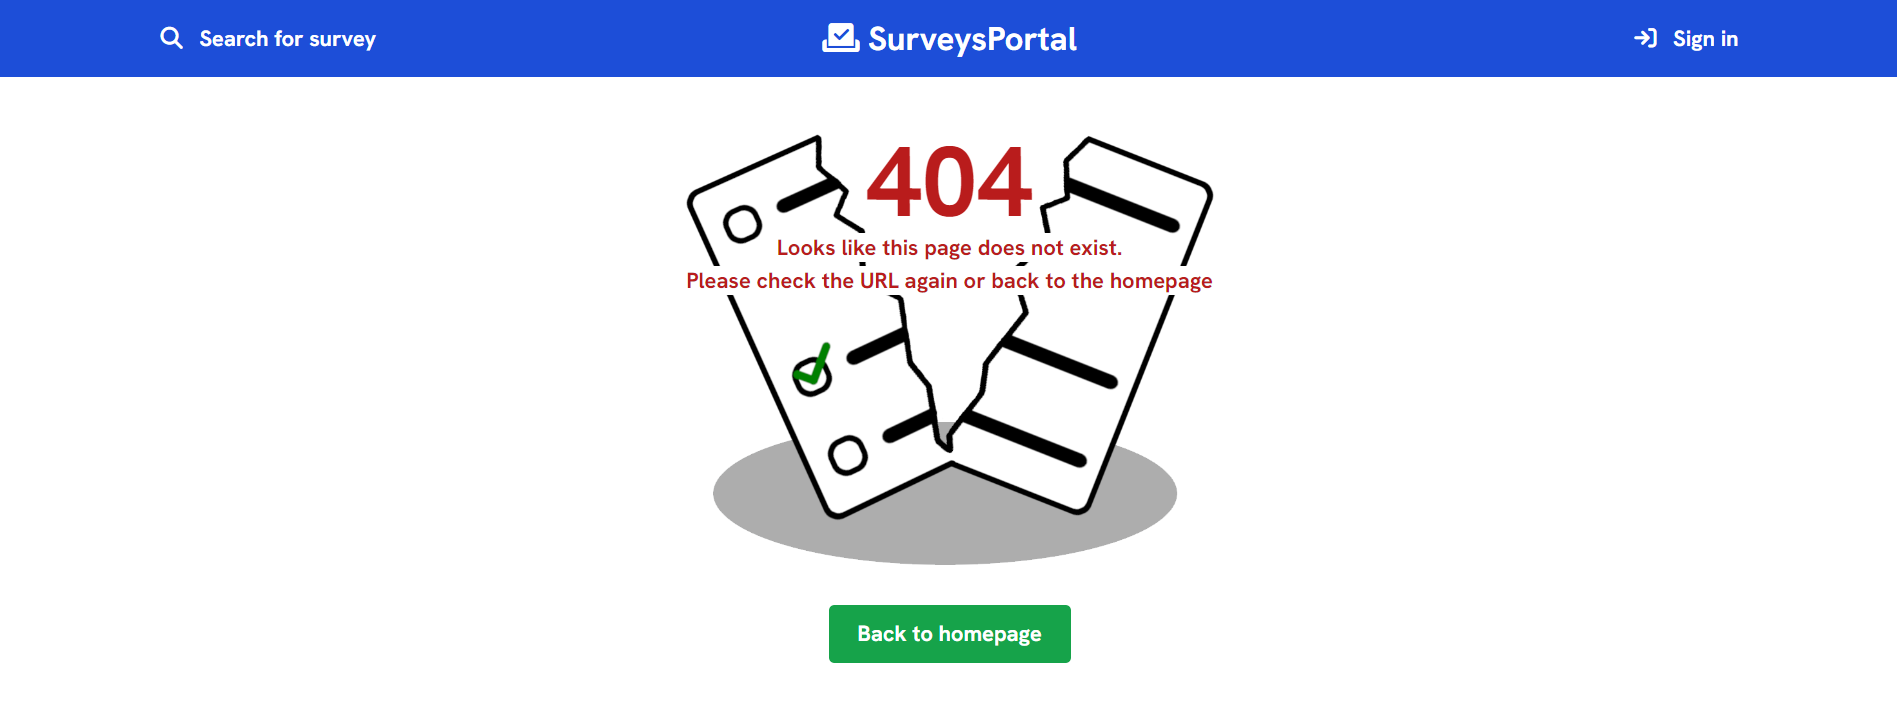 Search for survey
SurveysPortal
Sign in
404
Looks like this page does not exist.
Please check the URL again or back to the homepage
Back to homepage